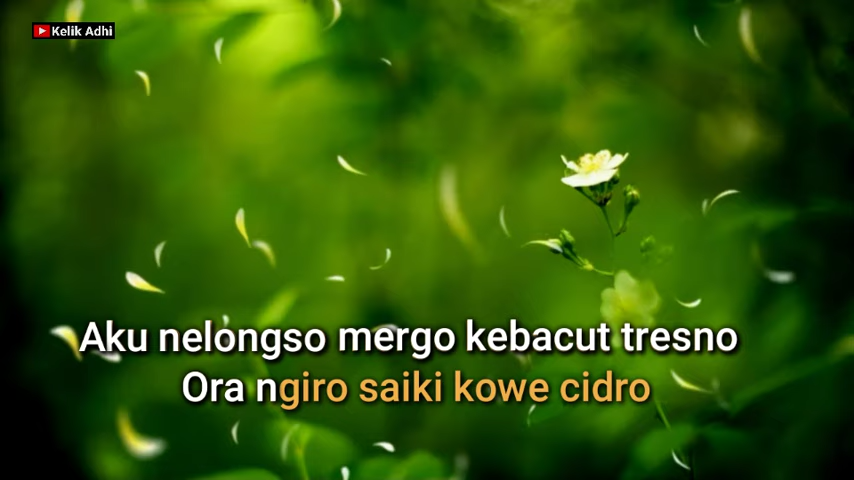 Kelik Adhi
Aku nelongso mergo kebacut tresno
Ora ngiro saiki kowe cidro